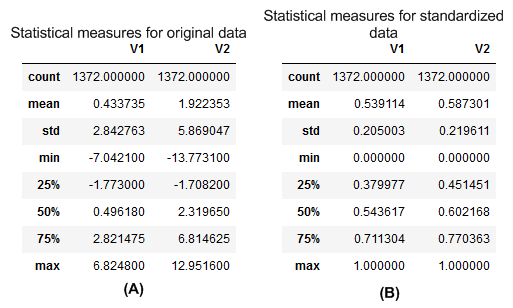 Statistical measures for original data
V1 V2
count 1372.000000 1372.000000
mean 0.433735 1.922353
std 2.842763 5.869047
min -7.042100 -13.773100
25% -1.773000 -1.708200
50% 0.496180 2.319650
75% 2.821475 6.814625
max 6.824800 12.951600
(A)
Statistical measures for standardized
data
V1 V2
count 1372.000000 1372.000000
mean 0.539114 0.587301
std 0.205003 0.219611
min 0.000000 0.000000
25% 0.379977 0.451451
50% 0.543617 0.602168
75% 0.711304 0.770363
max 1.000000 1.000000
(B)